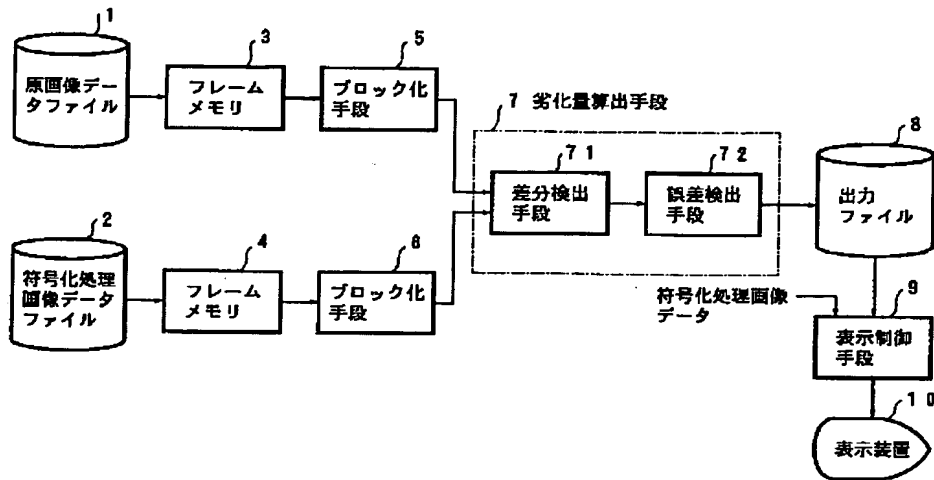 1
原画像デー
タファイル
3
フレーム
メモリ
5
ブロック化
手段
7 劣化量算出手段
71
差分検出
手段
72
誤差検出
手段
8
出力
ファイル
2
符号化処理
画像データ
ファイル
4
フレーム
メモリ
6
ブロック化
手段
符号化処理画像
データ
9
表示制御
手段
10
表示装置